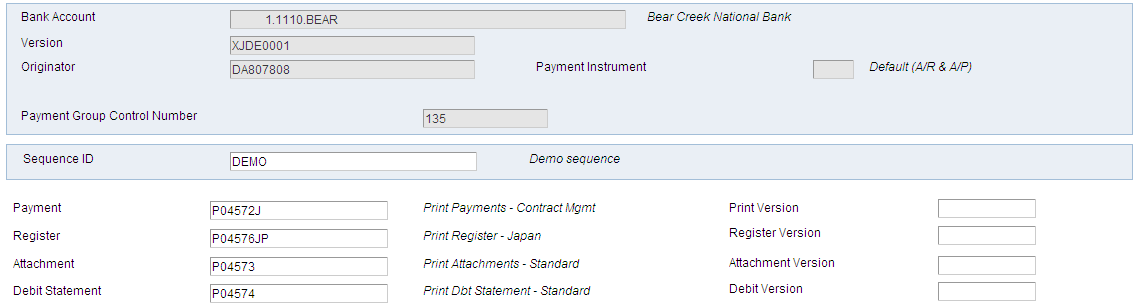 Bank Account 1.1110.BEAR Bear Creek National Bank
Version XJDE0001
Originator DA807808 Payment Instrument Default (A/R & A/P)
Payment Group Control Number 135
Sequence ID DEMO Demo sequence
Payment P04572J Print Payments - Contract Mgmt Print Version
Register P04576JP Print Register - Japan Register Version
Attachment P04573 Print Attachments - Standard Attachment Version
Debit Statement P04574 Print Dbt Statement - Standard Debit Version